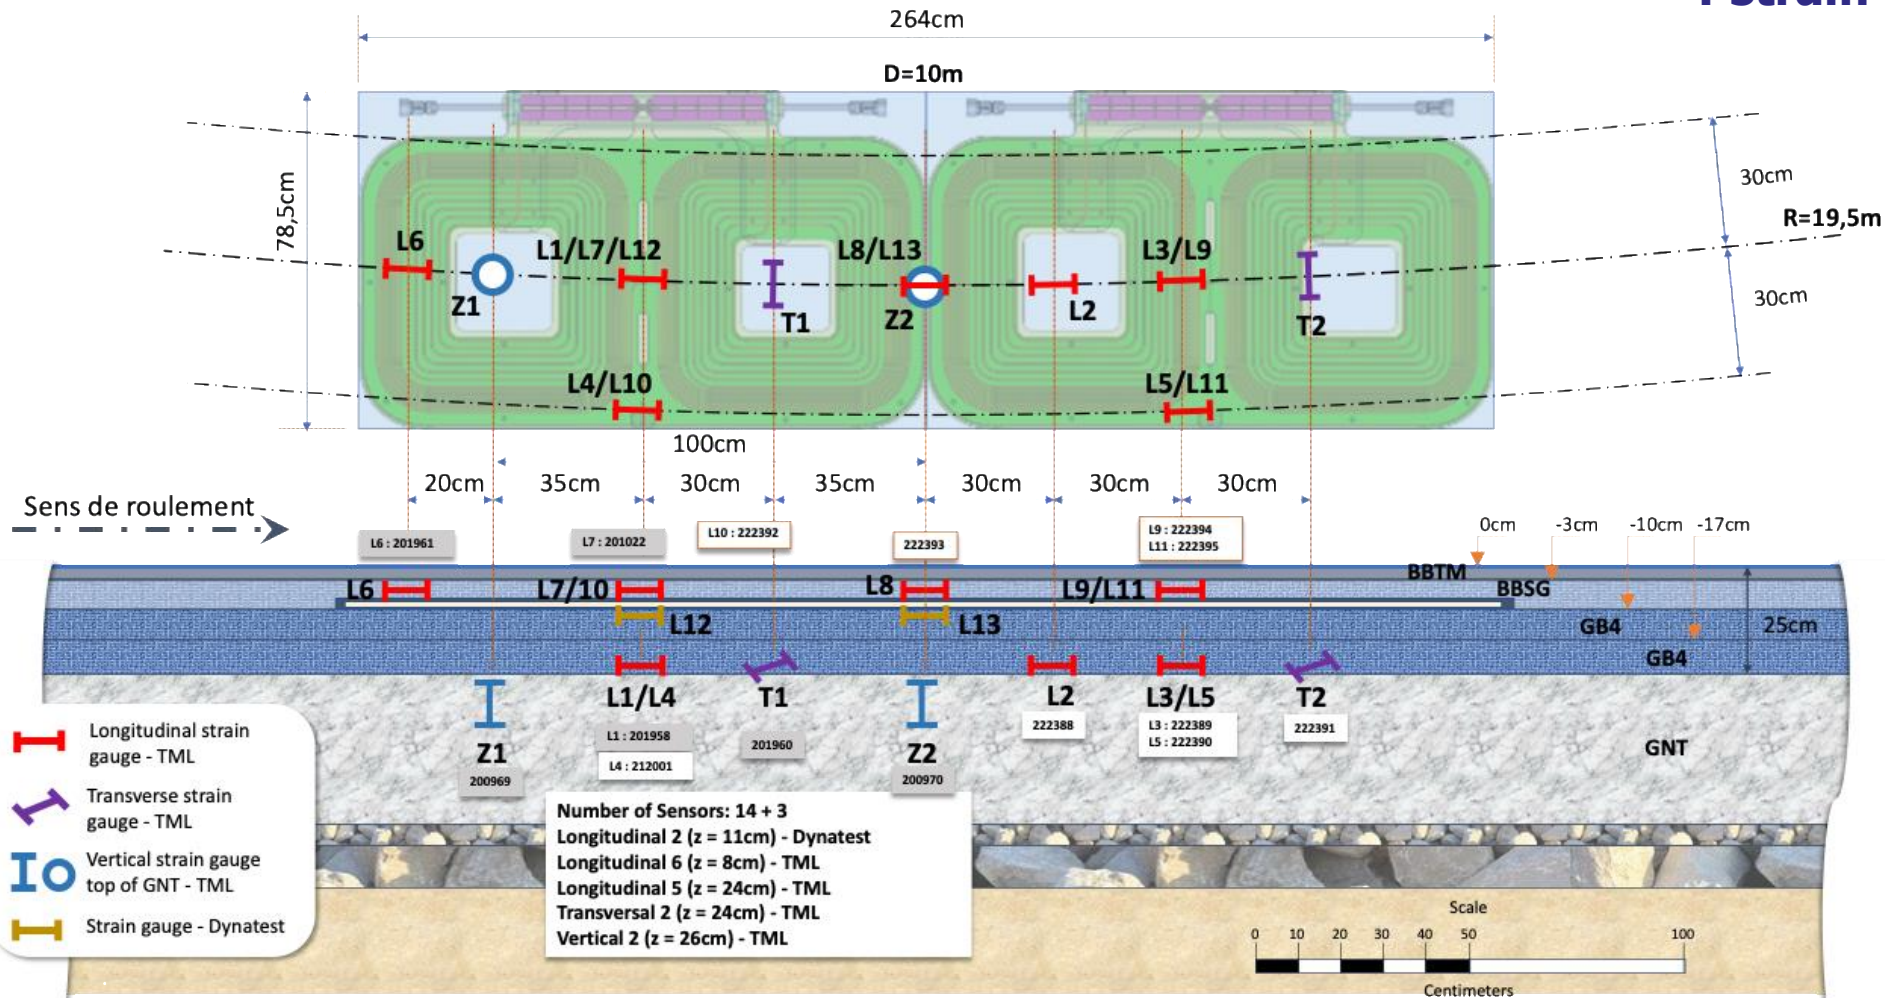 264cm
D=10m
78,5cm
30cm
R=19,5m
30cm
L6
L1/L7/L12
L8/L13
L3/L9
Z1
T1
Z2
L2
T2
L4/L10
L5/L11
100cm
20cm
35cm
30cm
35cm
30cm
30cm
30cm
Sens de roulement
0cm
-3cm
-10cm
-17cm
L6 : 201961
L7 : 201022
L10 : 222392
222393
L9 : 222394
L11 : 222395
BBTM
BBSG
L6
L7/10
L8
L9/L11
L12
L13
GB4
25cm
GB4
L1/L4
T1
L2
L3/L5
T2
L1 : 201958
L4 : 212001
201960
222388
L3 : 222389
L5 : 222390
222391
Z1
200969
Z2
200970
GNT
Longitudinal strain
gauge - TML
Transverse strain
gauge - TML
Vertical strain gauge
top of GNT - TML
Strain gauge - Dynatest
Number of Sensors: 14 + 3
Longitudinal 2 (z = 11cm) - Dynatest
Longitudinal 6 (z = 8cm) - TML
Longitudinal 5 (z = 24cm) - TML
Transversal 2 (z = 24cm) - TML
Vertical 2 (z = 26cm) - TML
Scale
0 10 20 30 40 50 100
Centimeters